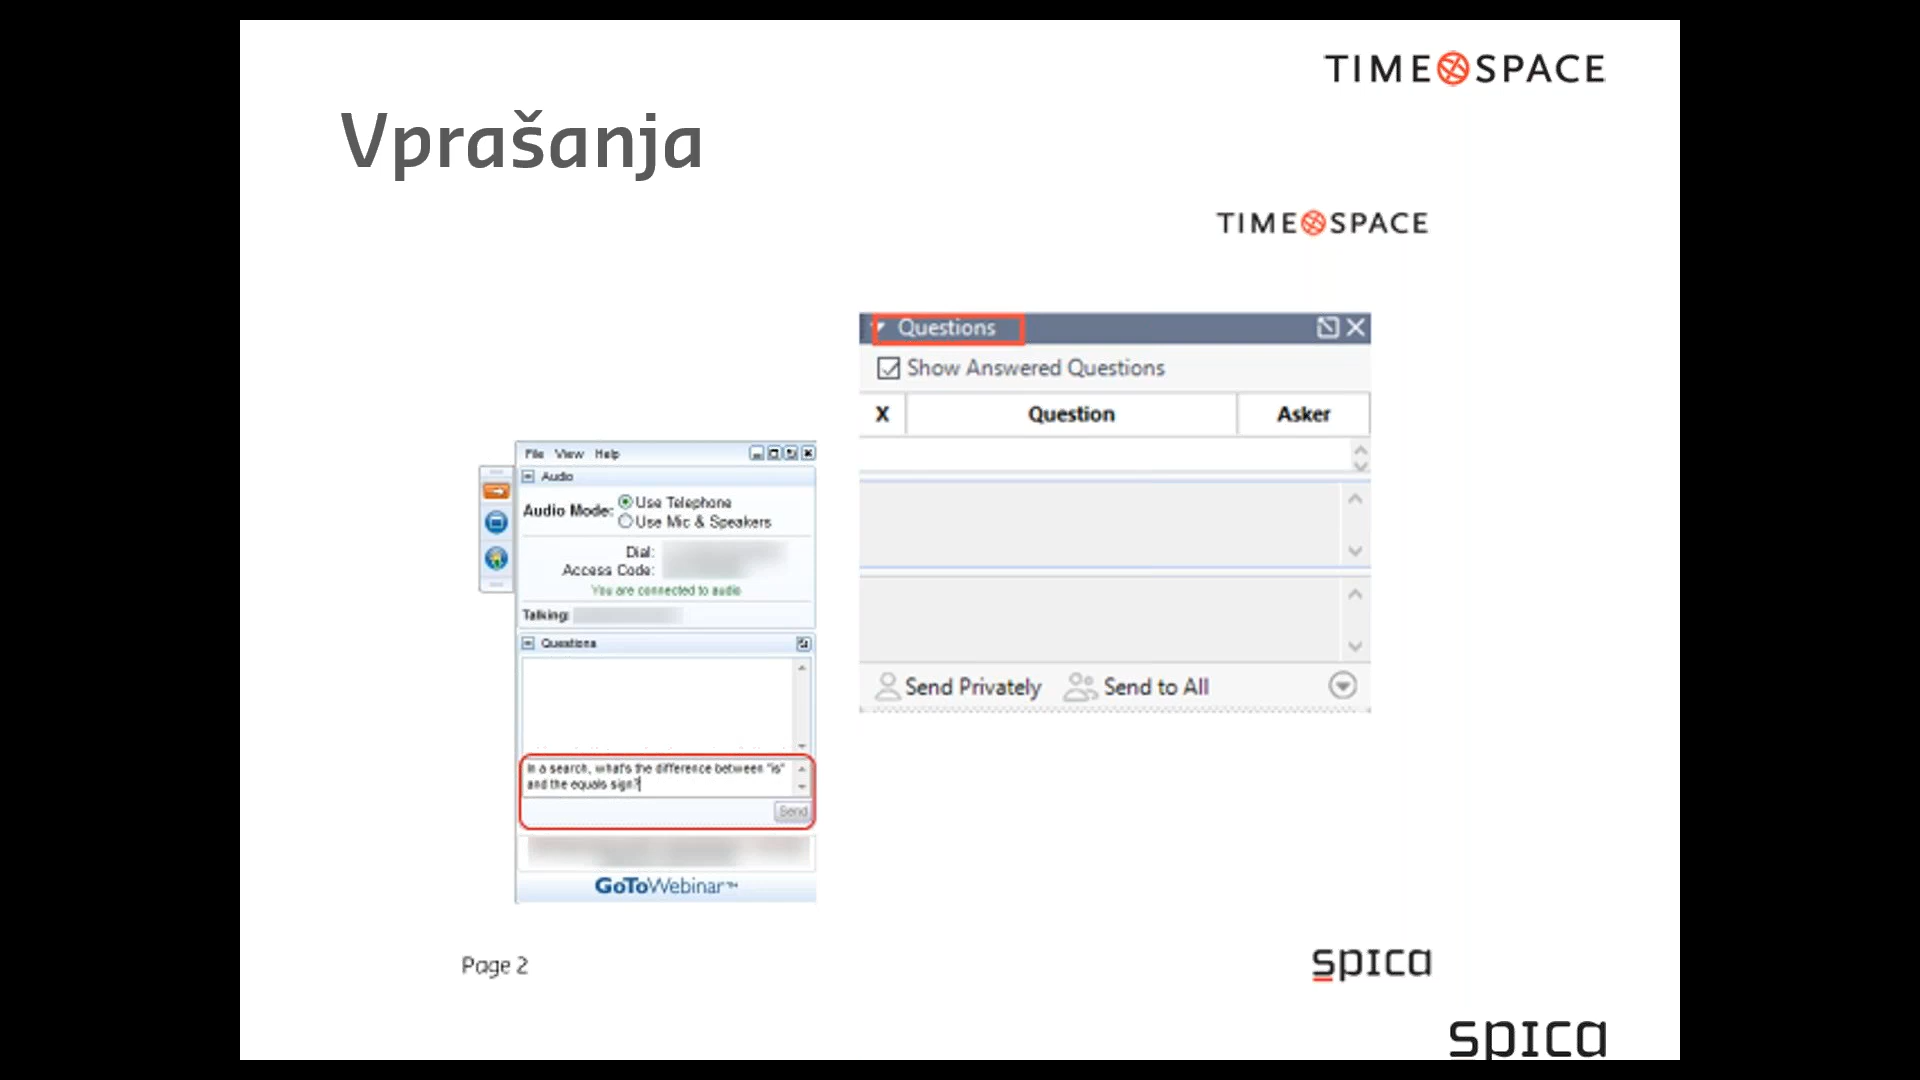 TIME SPACE
Vprašanja
TIME SPACE
Questions
Show Answered Questions
X Question Asker
Send Privately Send to All
File View Help
Audio
Audio Mode: Use Telephone
Use Mic & Speakers
Dial:
Access Code:
You are connected to audio
Talking:
Questions
In a search, what's the difference between "is"
and the equals sign?
Send
GoToWebinar™
Page 2
spica
spica